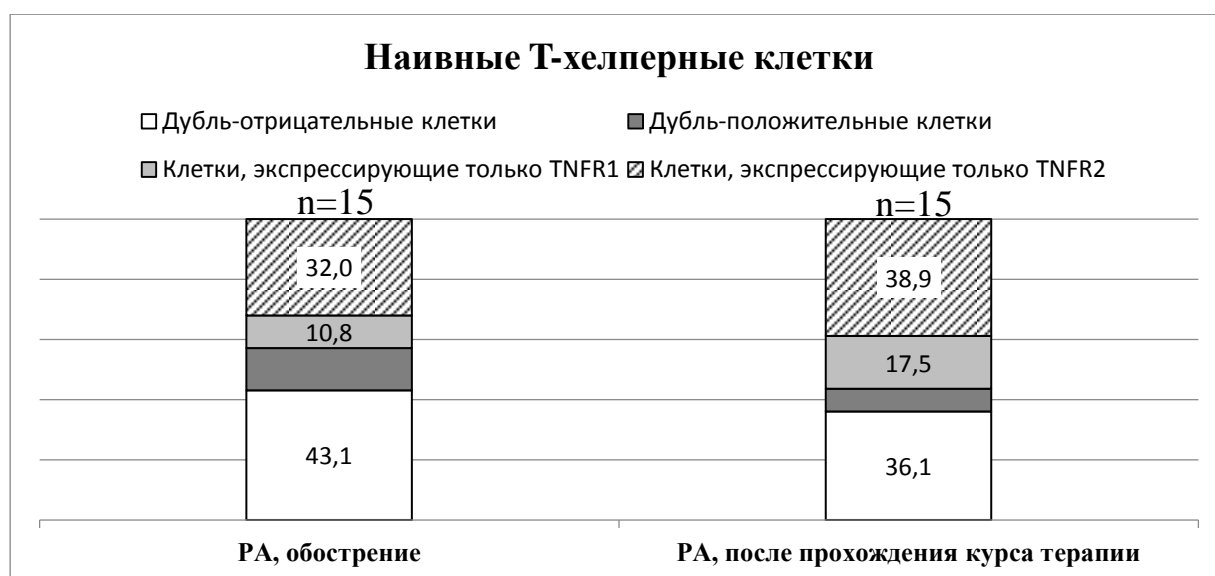 Наивные Т-хелперные клетки
Дубль-отрицательные клетки
Дубль-положительные клетки
Клетки, экспрессирующие только TNFR1
Клетки, экспрессирующие только TNFR2
n=15
n=15
32,0
38,9
10,8
17,5
43,1
36,1
РА, обострение
РА, после прохождения курса терапии